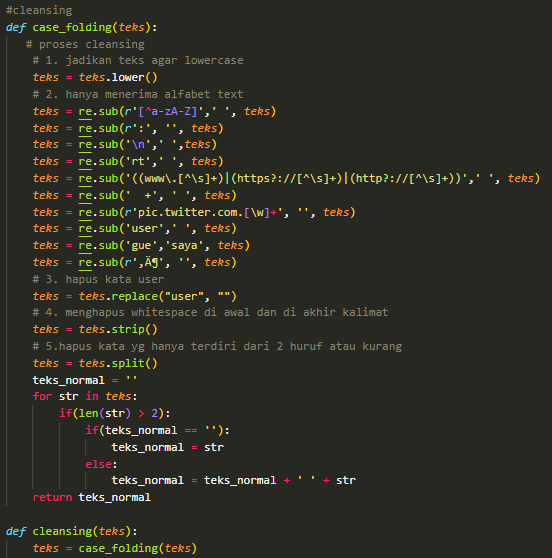 #cleansing
def case_folding(teks):
    # proses cleansing
     # 1. jadikan teks agar lowercase
     teks = teks.lower()
     # 2. hanya menerima alfabet text
     teks = re.sub(r'[^a-zA-Z]',' ', teks)
     teks = re.sub(r':', '', teks)
     teks = re.sub('\n',' ',teks)
     teks = re.sub('rt',' ', teks)
     teks = re.sub('((www\.[^\s]+)|(https?://[^\s]+)|(http?://[^\s]+))',' ', teks)
     teks = re.sub('  +', ' ', teks)
     teks = re.sub(r'pic.twitter.com.[\w]+', '', teks)
     teks = re.sub('user',' ', teks)
     teks = re.sub('gue','saya', teks)
     teks = re.sub(r'‚Ä¶', '', teks)
     # 3. hapus kata user
     teks = teks.replace("user", "")
     # 4. menghapus whitespace di awal dan di akhir kalimat
     teks = teks.strip()
     # 5.hapus kata yg hanya terdiri dari 2 huruf atau kurang
     teks = teks.split()
     teks_normal = ''
     for str in teks:
         if(len(str) > 2):
             if(teks_normal == ''):
                 teks_normal = str
             else:
                 teks_normal = teks_normal + ' ' + str
     return teks_normal

def cleansing(teks):
     teks = case_folding(teks)